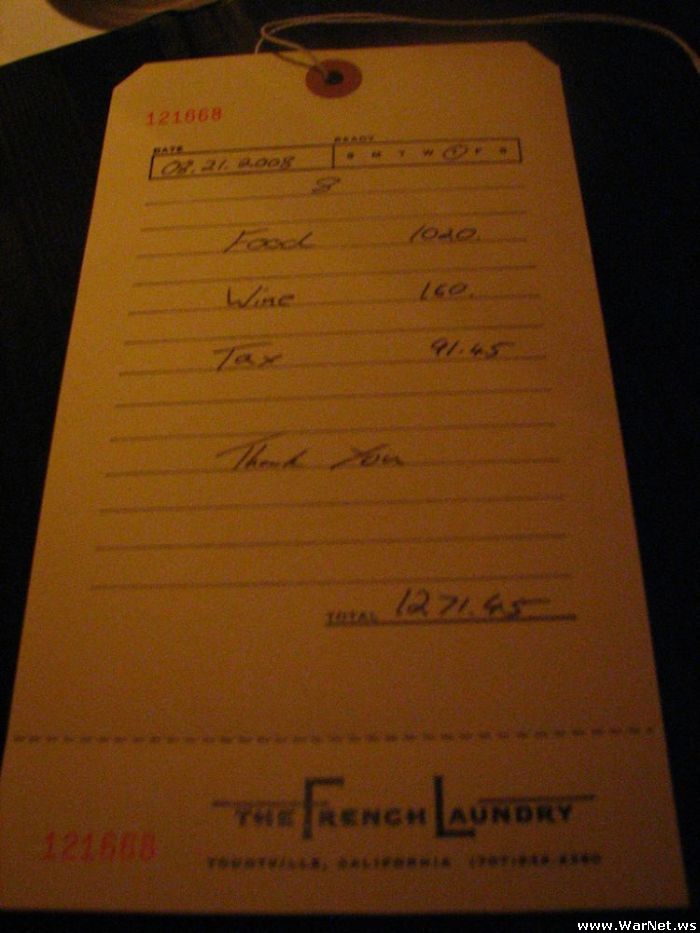 121668
DATE READY
08.21.2008 S M T W T F S
8
Food 1020.
Wine 160.
Tax 91.45
Thank You
TOTAL 1271.45
THE FRENCH LAUNDRY
121668
YOUNTVILLE, CALIFORNIA
www.WarNet.ws